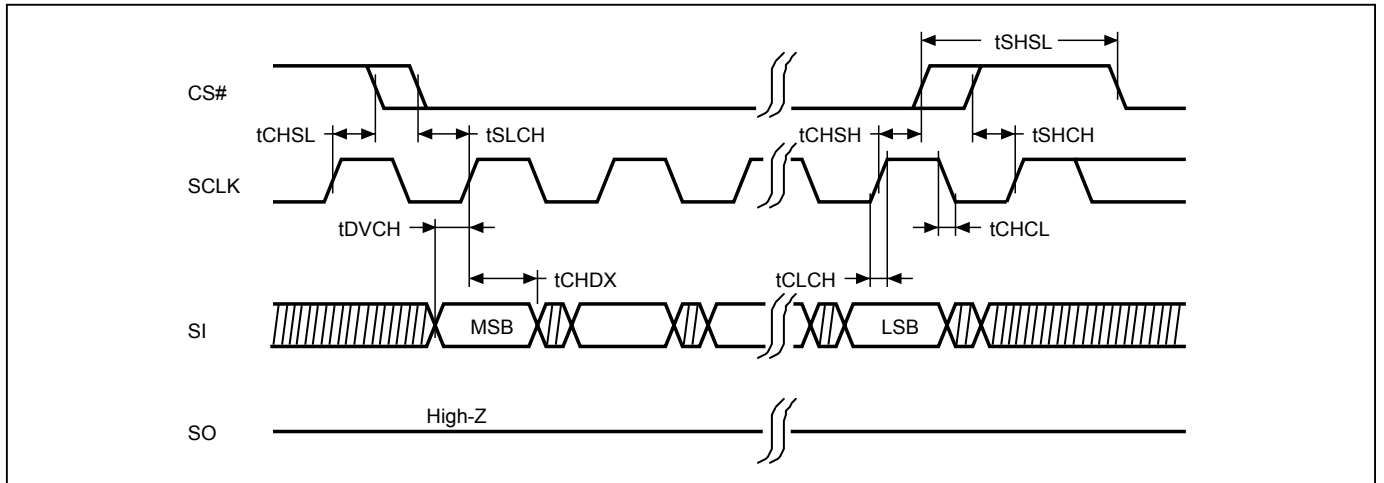 tSHSL
CS#
tCHSL
tSLCH
tCHSH
tSHCH
SCLK
tDVCH
tCHCL
tCHDX
tCLCH
SI
MSB
LSB
High-Z
SO